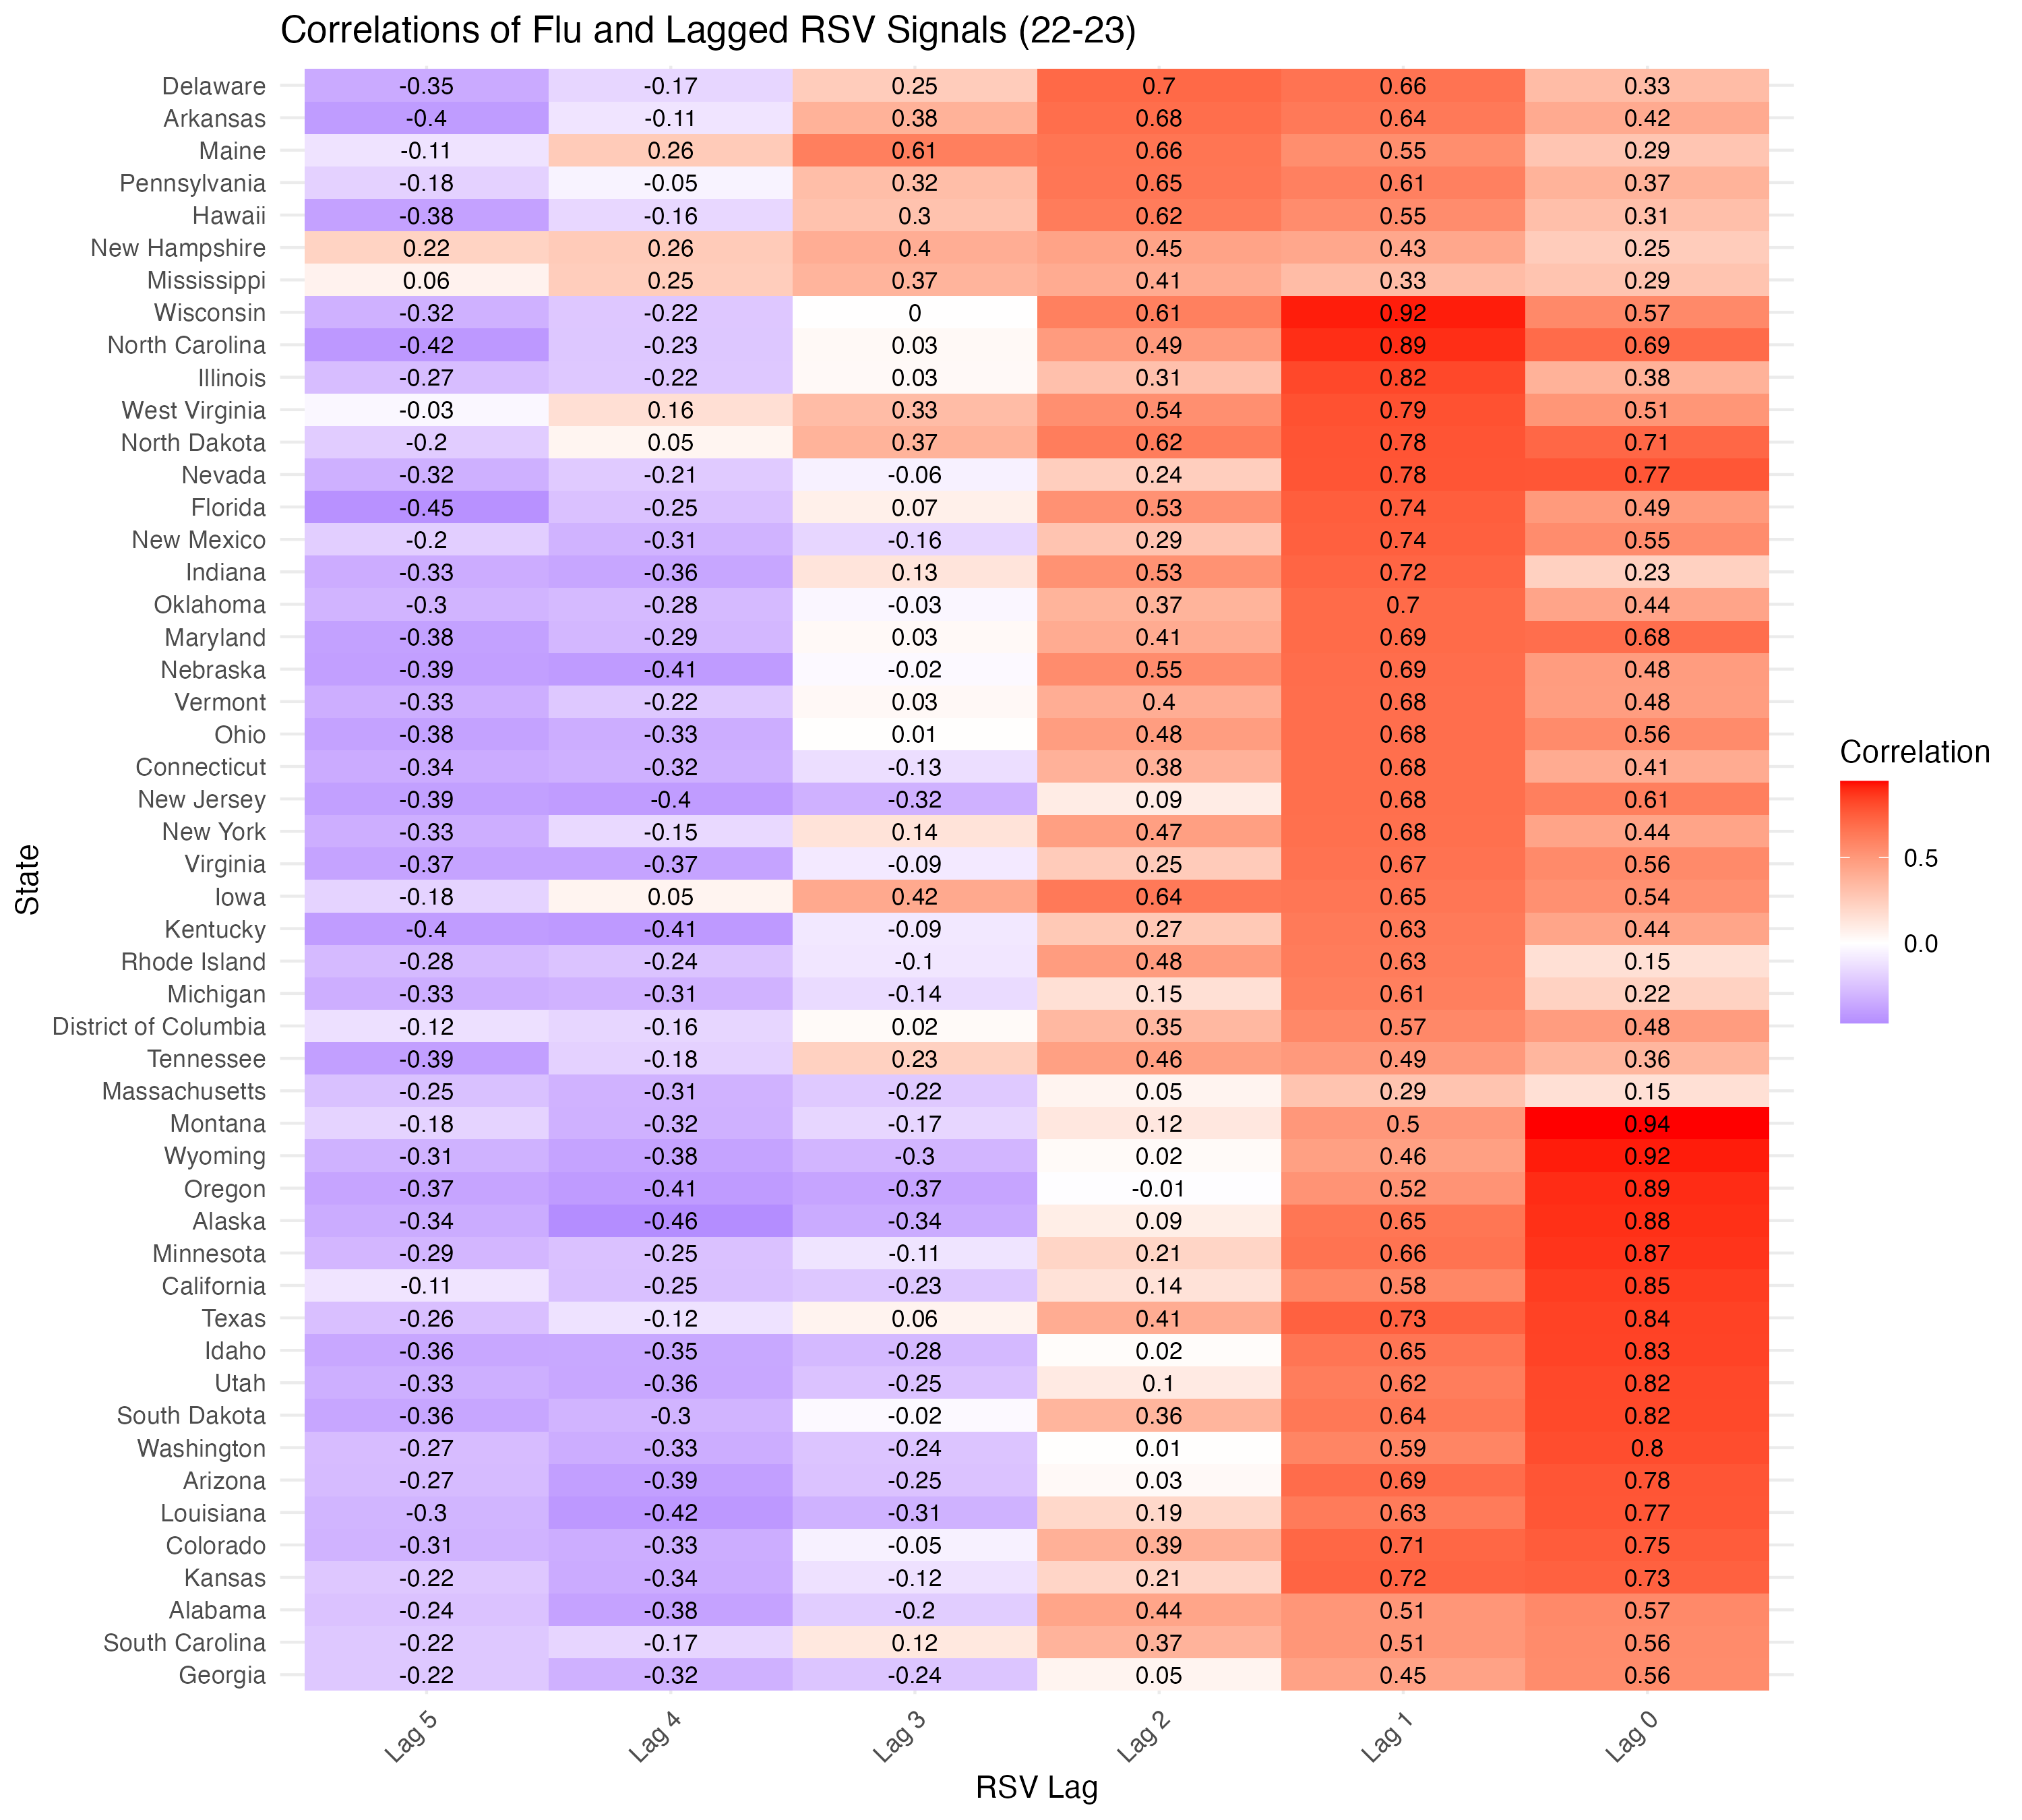 Correlations of Flu and Lagged RSV Signals (22-23)
Delaware -0.35 -0.17 0.25 0.7 0.66 0.33
Arkansas -0.4 -0.11 0.38 0.68 0.64 0.42
Maine -0.11 0.26 0.61 0.66 0.55 0.29
Pennsylvania -0.18 -0.05 0.32 0.65 0.61 0.37
Hawaii -0.38 -0.16 0.3 0.62 0.55 0.31
New Hampshire 0.22 0.26 0.4 0.45 0.43 0.25
Mississippi 0.06 0.25 0.37 0.41 0.33 0.29
Wisconsin -0.32 -0.22 0 0.61 0.92 0.57
North Carolina -0.42 -0.23 0.03 0.49 0.89 0.69
Illinois -0.27 -0.22 0.03 0.31 0.82 0.38
West Virginia -0.03 0.16 0.33 0.54 0.79 0.51
North Dakota -0.2 0.05 0.37 0.62 0.78 0.71
Nevada -0.32 -0.21 -0.06 0.24 0.78 0.77
Florida -0.45 -0.25 0.07 0.53 0.74 0.49
New Mexico -0.2 -0.31 -0.16 0.29 0.74 0.55
Indiana -0.33 -0.36 0.13 0.53 0.72 0.23
Oklahoma -0.3 -0.28 -0.03 0.37 0.7 0.44
Maryland -0.38 -0.29 0.03 0.41 0.69 0.68
Nebraska -0.39 -0.41 -0.02 0.55 0.69 0.48
Vermont -0.33 -0.22 0.03 0.4 0.68 0.48
Ohio -0.38 -0.33 0.01 0.48 0.68 0.56
Connecticut -0.34 -0.32 -0.13 0.38 0.68 0.41
New Jersey -0.39 -0.4 -0.32 0.09 0.68 0.61
New York -0.33 -0.15 0.14 0.47 0.68 0.44
Virginia -0.37 -0.37 -0.09 0.25 0.67 0.56
Iowa -0.18 0.05 0.42 0.64 0.65 0.54
Kentucky -0.4 -0.41 -0.09 0.27 0.63 0.44
Rhode Island -0.28 -0.24 -0.1 0.48 0.63 0.15
Michigan -0.33 -0.31 -0.14 0.15 0.61 0.22
District of Columbia -0.12 -0.16 0.02 0.35 0.57 0.48
Tennessee -0.39 -0.18 0.23 0.46 0.49 0.36
Massachusetts -0.25 -0.31 -0.22 0.05 0.29 0.15
Montana -0.18 -0.32 -0.17 0.12 0.5 0.94
Wyoming -0.31 -0.38 -0.3 0.02 0.46 0.92
Oregon -0.37 -0.41 -0.37 -0.01 0.52 0.89
Alaska -0.34 -0.46 -0.34 0.09 0.65 0.88
Minnesota -0.29 -0.25 -0.11 0.21 0.66 0.87
California -0.11 -0.25 -0.23 0.14 0.58 0.85
Texas -0.26 -0.12 0.06 0.41 0.73 0.84
Idaho -0.36 -0.35 -0.28 0.02 0.65 0.83
Utah -0.33 -0.36 -0.25 0.1 0.62 0.82
South Dakota -0.36 -0.3 -0.02 0.36 0.64 0.82
Washington -0.27 -0.33 -0.24 0.01 0.59 0.8
Arizona -0.27 -0.39 -0.25 0.03 0.69 0.78
Louisiana -0.3 -0.42 -0.31 0.19 0.63 0.77
Colorado -0.31 -0.33 -0.05 0.39 0.71 0.75
Kansas -0.22 -0.34 -0.12 0.21 0.72 0.73
Alabama -0.24 -0.38 -0.2 0.44 0.51 0.57
South Carolina -0.22 -0.17 0.12 0.37 0.51 0.56
Georgia -0.22 -0.32 -0.24 0.05 0.45 0.56
Lag 5 Lag 4 Lag 3 Lag 2 Lag 1 Lag 0
RSV Lag
State
Correlation
0.5
0.0